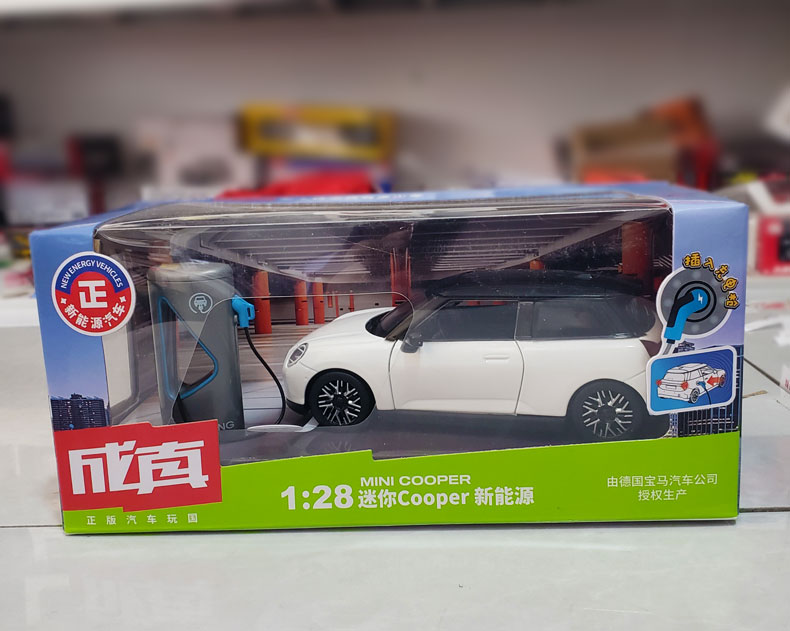 NEW ENERGY VEHICLES
正
新能源汽车
插入充电器
NG
成真
正版汽车玩国
1:28
MINI COOPER
迷你Cooper 新能源
由德国宝马汽车公司
授权生产